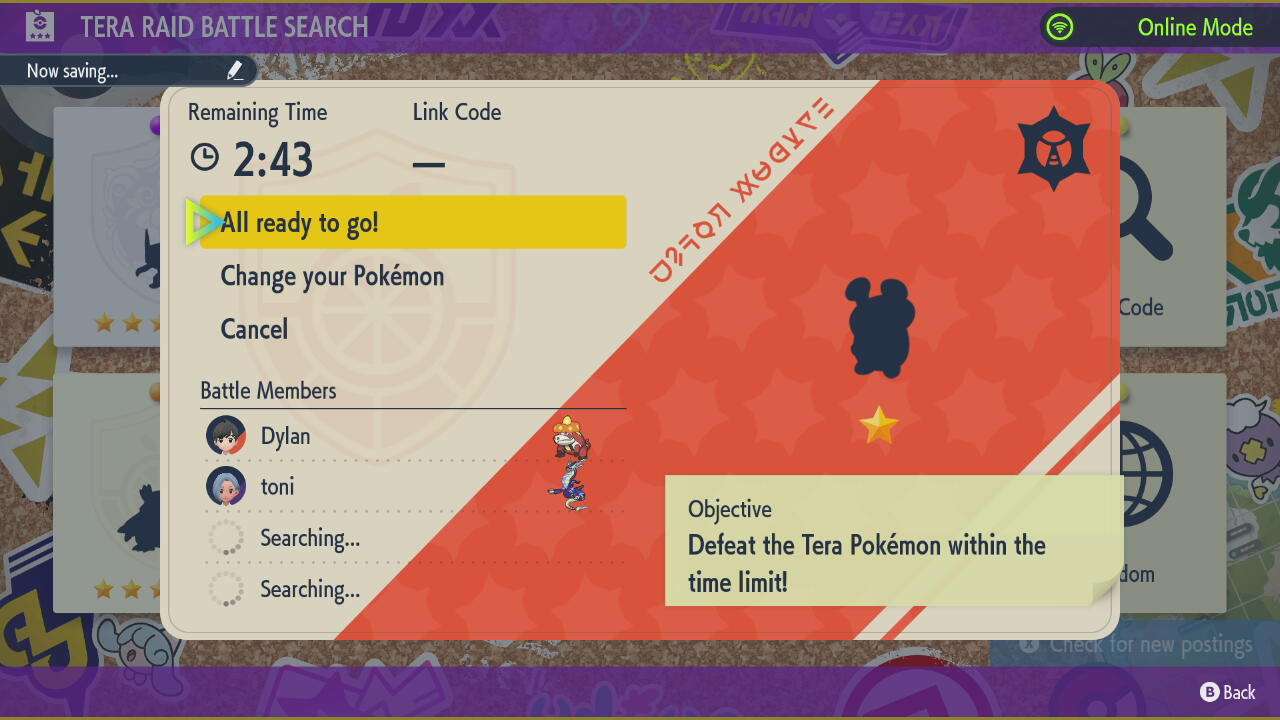 TERA RAID BATTLE SEARCH
Online Mode
Now saving...
Remaining Time
Link Code
2:43
—
All ready to go!
Change your Pokémon
Cancel
Battle Members
Dylan
toni
Searching...
Searching...
Objective
Defeat the Tera Pokémon within the
time limit!
Code
dom
X Check for new postings
B Back